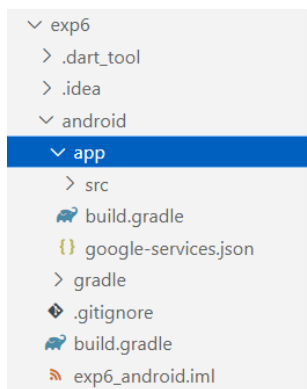 exp6
.dart_tool
.idea
android
app
src
build.gradle
google-services.json
gradle
.gitignore
build.gradle
exp6_android.iml